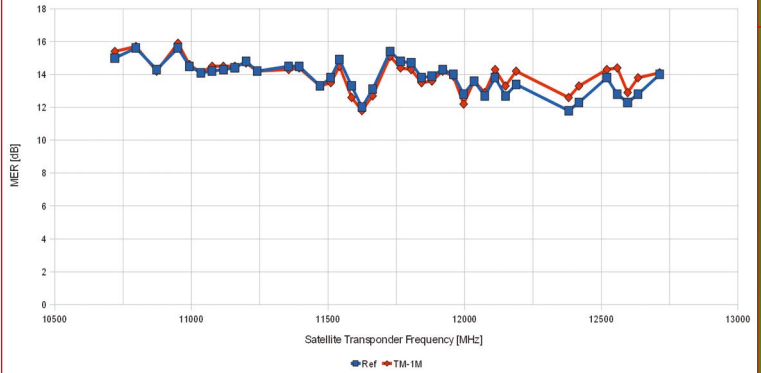 18
16
14
12
10
8
6
4
2
0
MER [dB]
10500 11000 11500 12000 12500 13000
Satellite Transponder Frequency [MHz]
Ref TM-1M